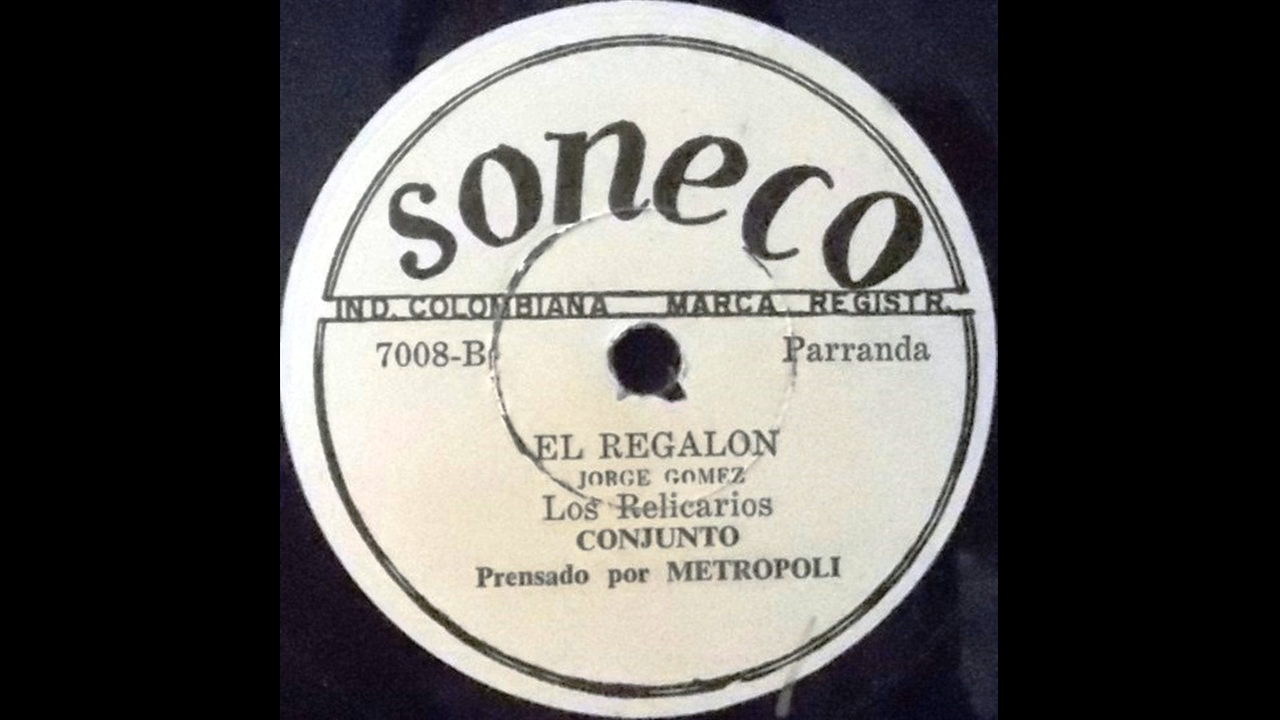 soneco
IND. COLOMBIANA MARCA REGISTR.
7008-B Parranda
EL REGALON
JORGE GOMEZ
Los Relicarios
CONJUNTO
Prensado por METROPOLI